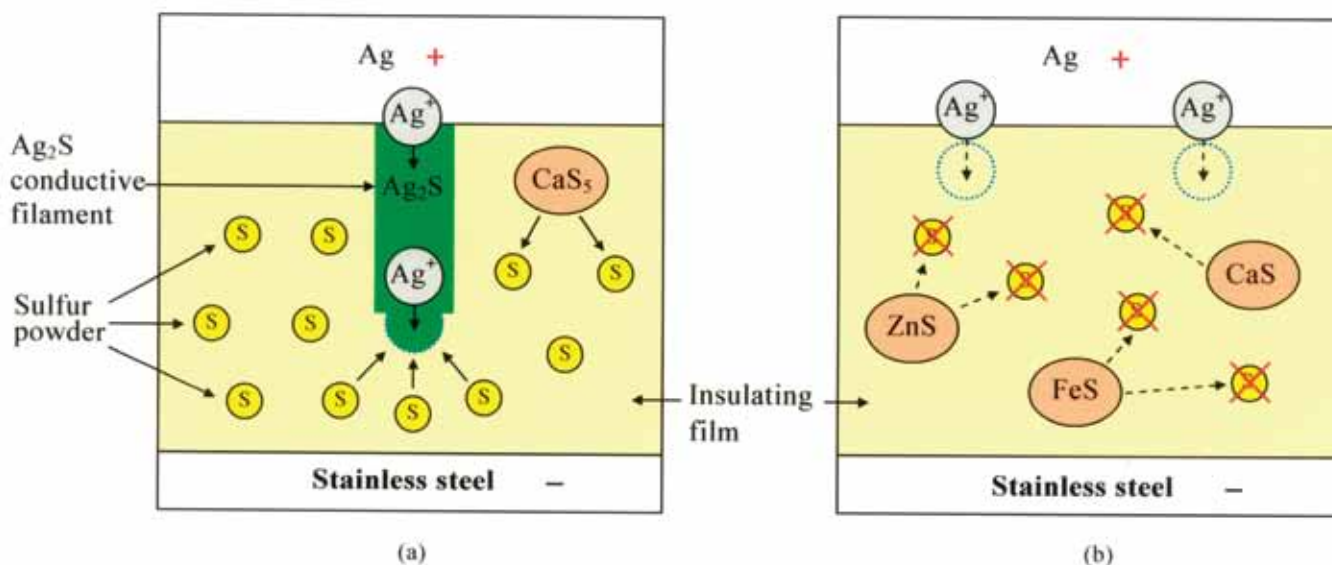 Ag +
Ag⁺
Ag₂S
conductive
filament
Ag₂S
CaS₅
S
S
S
S
Ag⁺
Sulfur
powder
S
S
S
S
S
S
S
Stainless steel –
(a)
Insulating
film
Ag +
Ag⁺
Ag⁺
CaS
ZnS
FeS
Stainless steel –
(b)